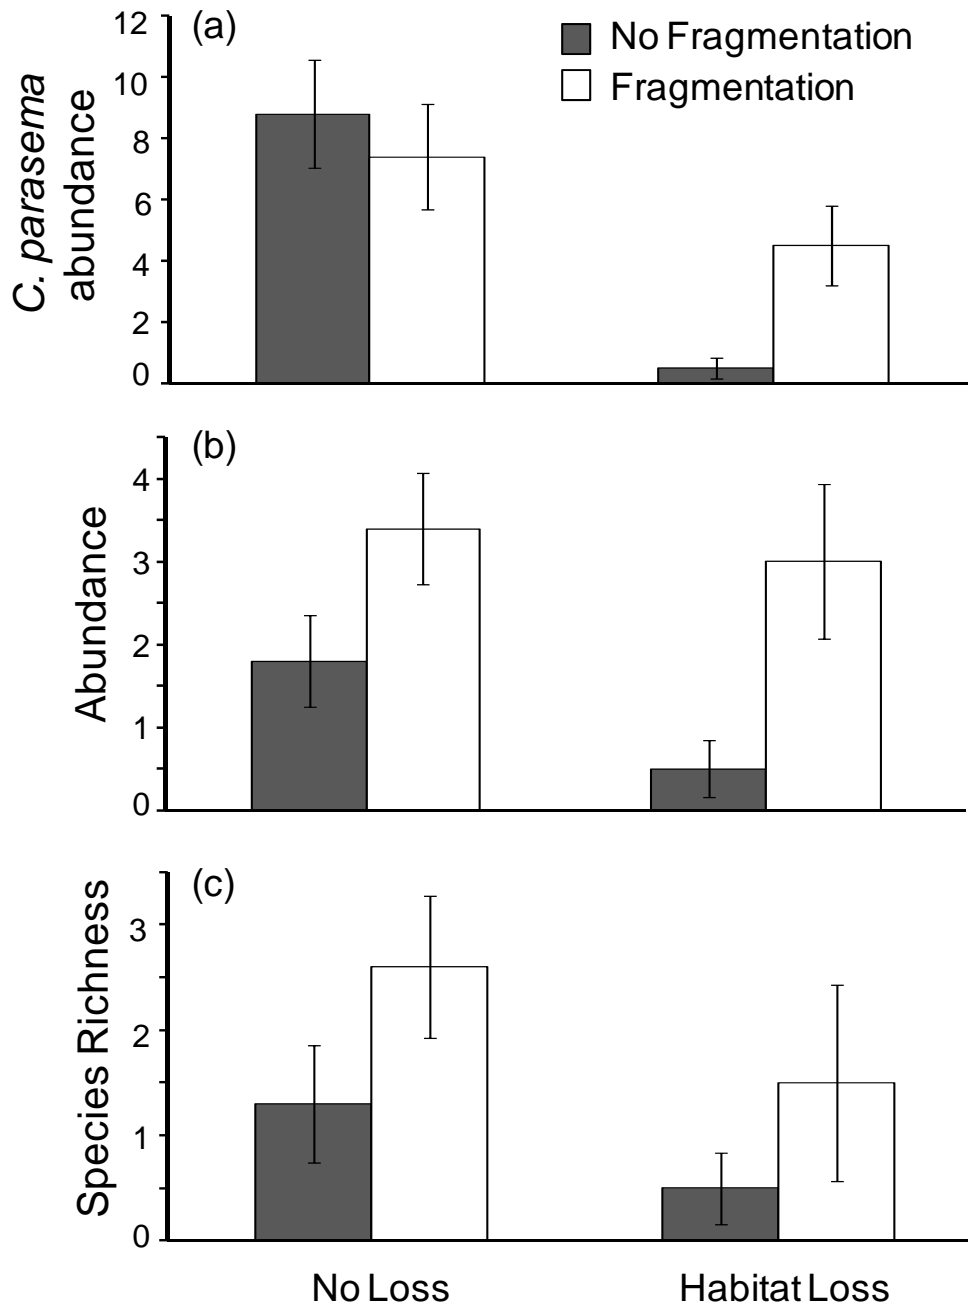 (a)
No Fragmentation
Fragmentation
C. parasema
abundance
12
10
8
6
4
2
0
(b)
Abundance
4
3
2
1
0
(c)
Species Richness
3
2
1
0
No Loss
Habitat Loss